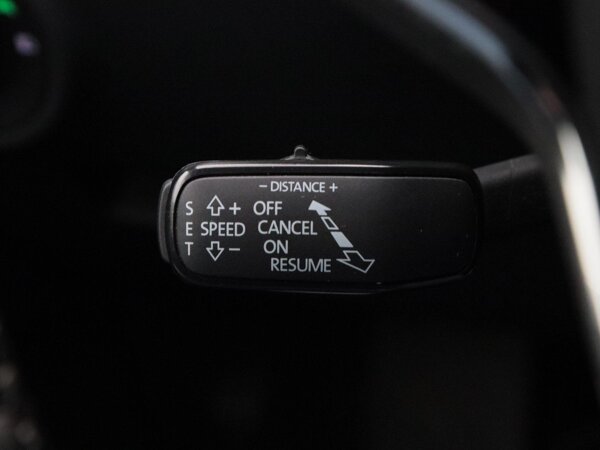 − DISTANCE +
S + OFF
E SPEED CANCEL
T − ON
RESUME